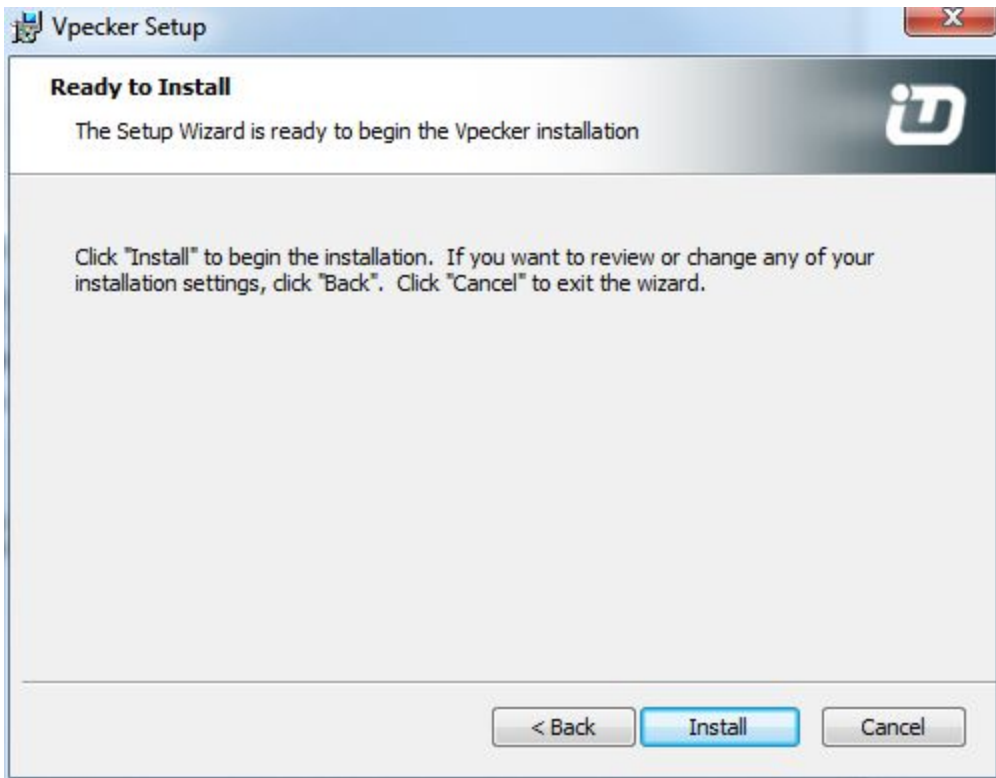 Vpecker Setup
Ready to Install
The Setup Wizard is ready to begin the Vpecker installation
Click "Install" to begin the installation.  If you want to review or change any of your
installation settings, click "Back".  Click "Cancel" to exit the wizard.
< Back
Install
Cancel